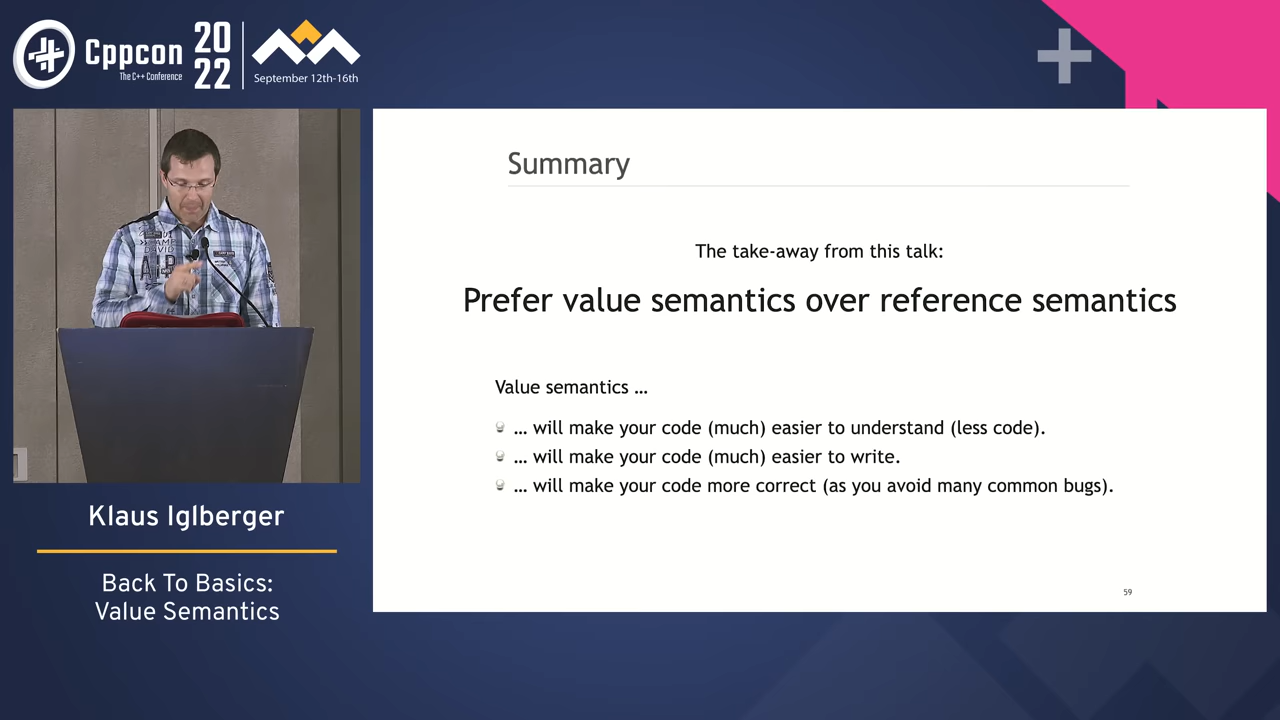 Cppcon
The C++ Conference
20
22
September 12th-16th
Summary
The take-away from this talk:
Prefer value semantics over reference semantics
Value semantics …
… will make your code (much) easier to understand (less code).
… will make your code (much) easier to write.
… will make your code more correct (as you avoid many common bugs).
59
Klaus Iglberger
Back To Basics:
Value Semantics